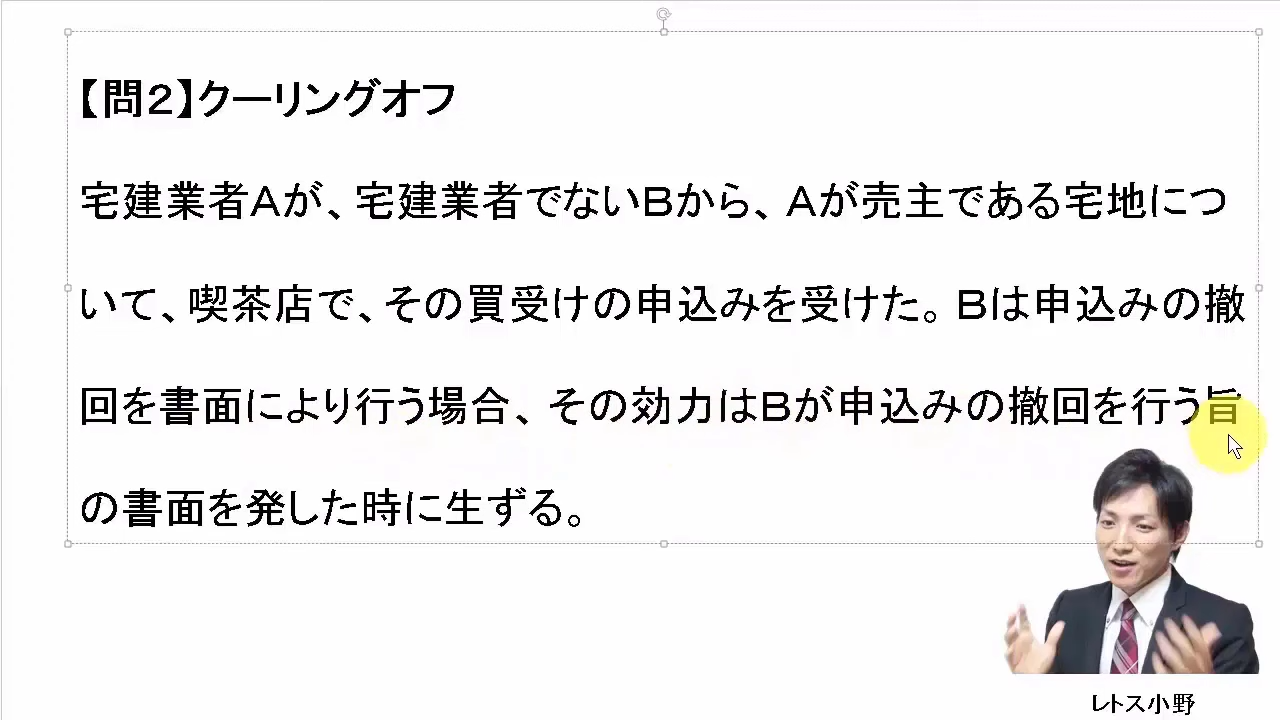 【問２】クーリングオフ
宅建業者Ａが、宅建業者でないＢから、Ａが売主である宅地につ
いて、喫茶店で、その買受けの申込みを受けた。Ｂは申込みの撤
回を書面により行う場合、その効力はＢが申込みの撤回を行う旨
の書面を発した時に生ずる。
レトス小野